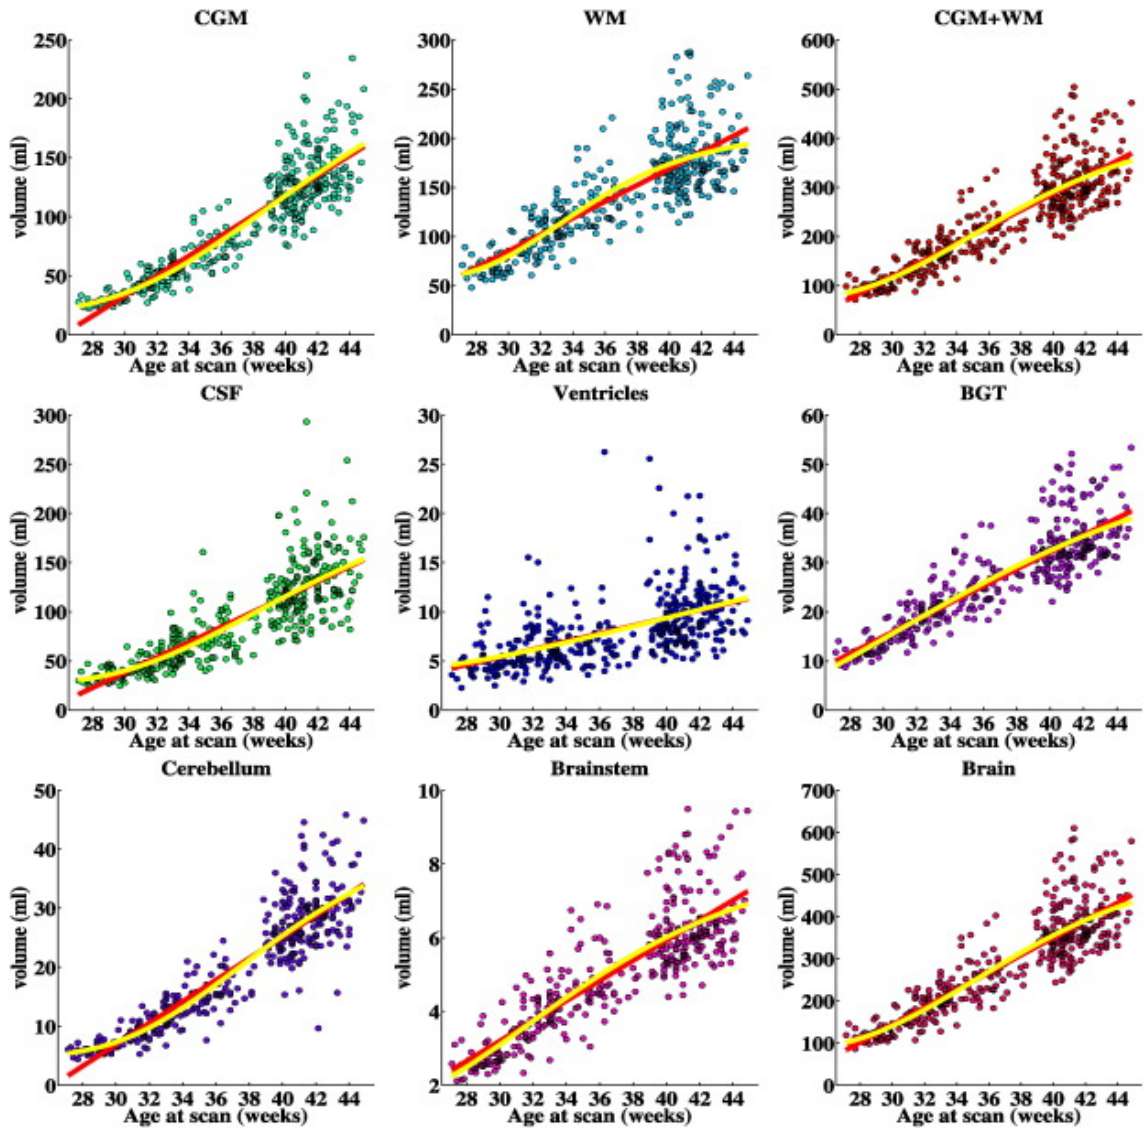 CGM WM CGM+WM
250 300 600
200 250 500
150 200 400
100 150 300
50 100 200
0 50 100
0 0
volume (ml) volume (ml) volume (ml)
28 30 32 34 36 38 40 42 44 28 30 32 34 36 38 40 42 44 28 30 32 34 36 38 40 42 44
Age at scan (weeks) Age at scan (weeks) Age at scan (weeks)
CSF Ventricles BGT
300 30 60
250 25 50
200 20 40
150 15 30
100 10 20
50 5 10
0 0 0
volume (ml) volume (ml) volume (ml)
28 30 32 34 36 38 40 42 44 28 30 32 34 36 38 40 42 44 28 30 32 34 36 38 40 42 44
Age at scan (weeks) Age at scan (weeks) Age at scan (weeks)
Cerebellum Brainstem Brain
50 10 700
40 8 600
30 6 500
20 4 400
10 2 300
0 200
100
0
volume (ml) volume (ml) volume (ml)
28 30 32 34 36 38 40 42 44 28 30 32 34 36 38 40 42 44 28 30 32 34 36 38 40 42 44
Age at scan (weeks) Age at scan (weeks) Age at scan (weeks)